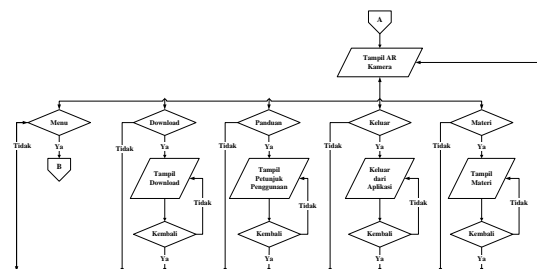 A
Tampil AR
Kamera
Menu
Download
Panduan
Keluar
Materi
Tidak
Ya
Tidak
Ya
Tidak
Ya
Tidak
Ya
Tidak
Ya
B
Tampil
Download
Tampil
Petunjuk
Penggunaan
Keluar
dari
Aplikasi
Tampil
Materi
Tidak
Tidak
Tidak
Tidak
Kembali
Kembali
Kembali
Kembali
Ya
Ya
Ya
Ya